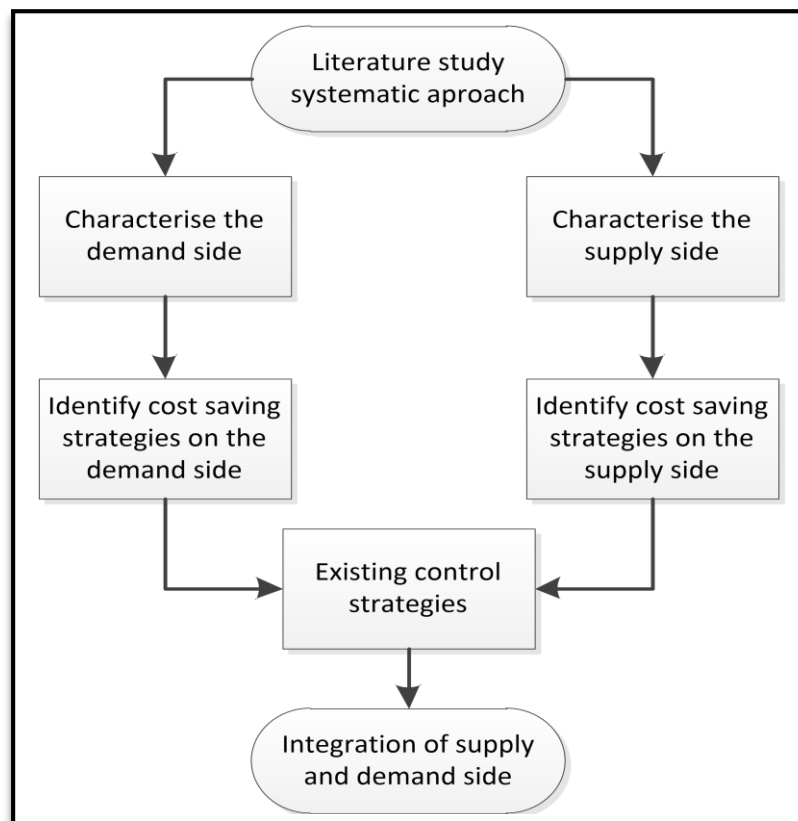 Literature study
systematic aproach
Characterise the
demand side
Characterise the
supply side
Identify cost saving
strategies on the
demand side
Identify cost saving
strategies on the
supply side
Existing control
strategies
Integration of supply
and demand side